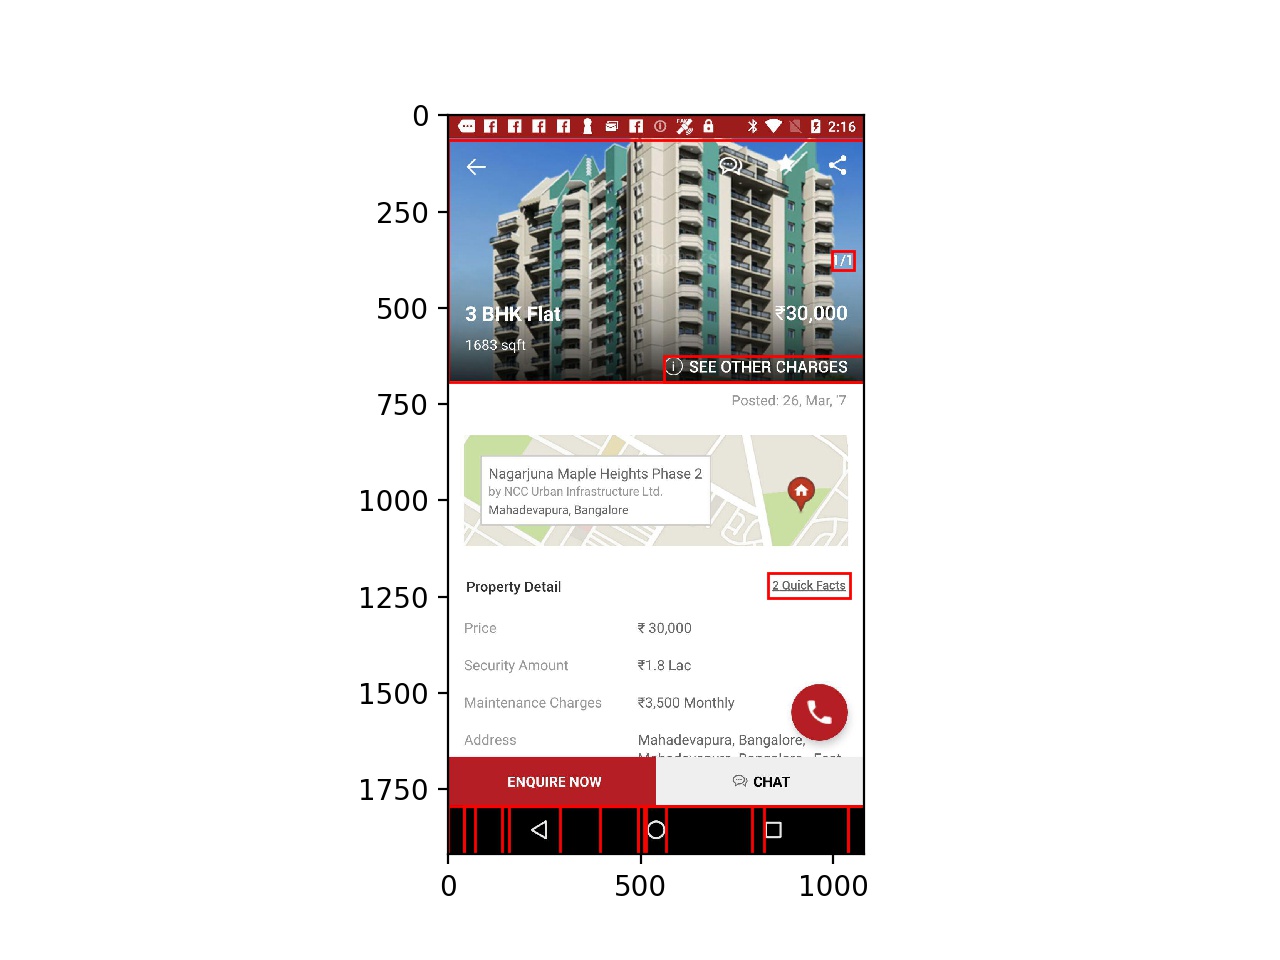 0
2:16
250
1/1
500
3 BHK Flat
₹30,000
1683 sqft
SEE OTHER CHARGES
750
Posted: 26, Mar, '7
Nagarjuna Maple Heights Phase 2
by NCC Urban Infrastructure Ltd.
1000
Mahadevapura, Bangalore
1250
Property Detail
2 Quick Facts
Price
₹ 30,000
Security Amount
₹1.8 Lac
1500
Maintenance Charges
₹3,500 Monthly
Address
Mahadevapura, Bangalore,
1750
ENQUIRE NOW
CHAT
0
500
1000